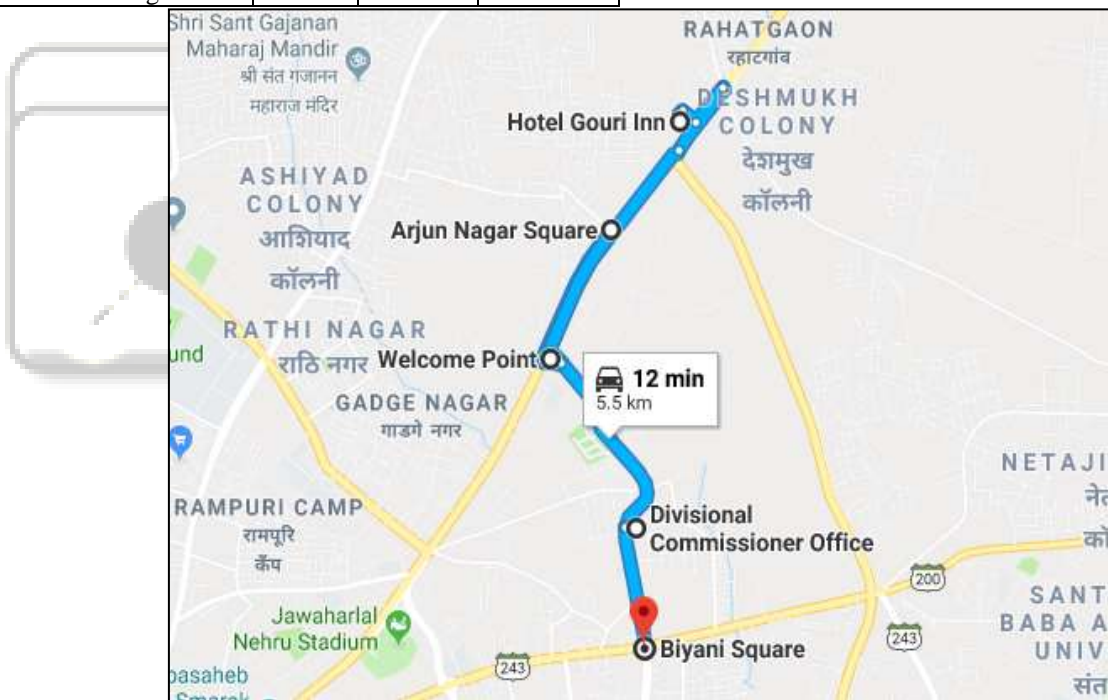 Shri Sant Gajanan
Maharaj Mandir
श्री संत गजानन
महाराज मंदिर
RAHATGAON
रहाटगांव
DESHMUKH
COLONY
देशमुख
कॉलनी
Hotel Gouri Inn
ASHIYAD
COLONY
आशियाद
कॉलनी
Arjun Nagar Square
RATHI NAGAR
राठि नगर
Welcome Point
und
12 min
5.5 km
GADGE NAGAR
गाडगे नगर
NETAJI
RAMPURI CAMP
रामपूरि
कॅंप
Divisional
Commissioner Office
200
Jawaharlal
Nehru Stadium
SANT
BABA A
UNIV
संत
243
Biyani Square
243
basaheb